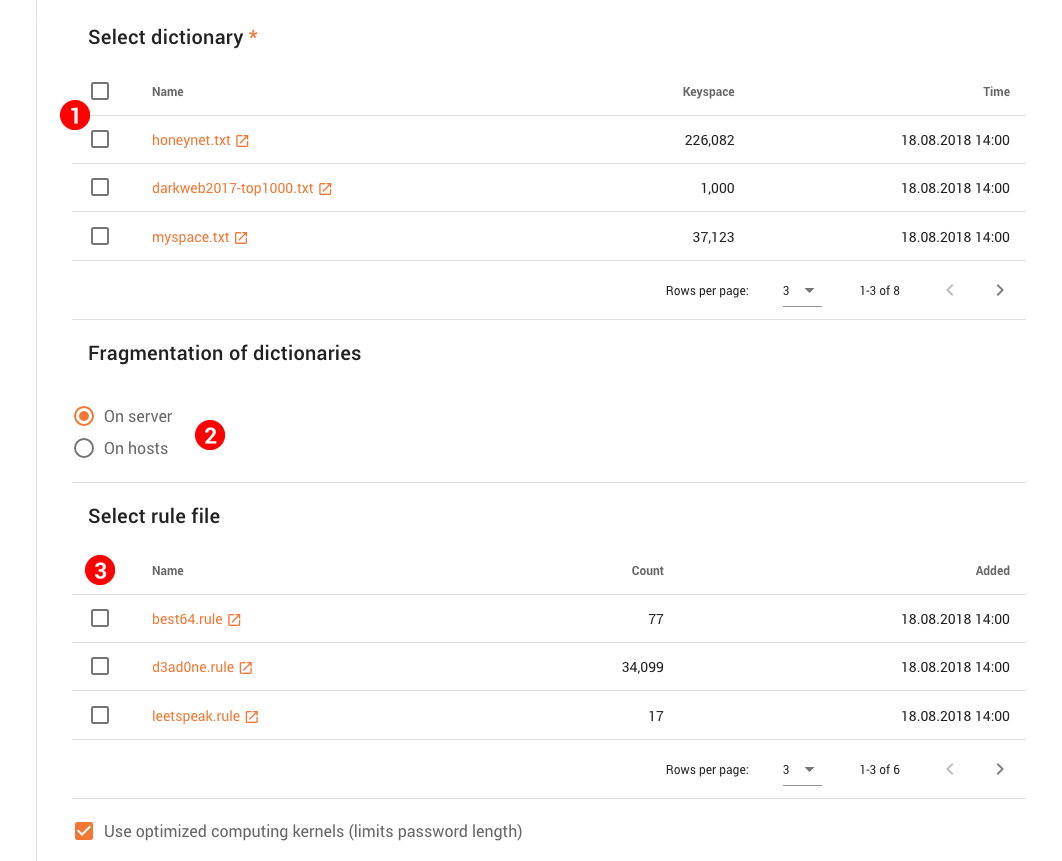 Select dictionary *
Name Keyspace Time
1
honeynet.txt 226,082 18.08.2018 14:00
darkweb2017-top1000.txt 1,000 18.08.2018 14:00
myspace.txt 37,123 18.08.2018 14:00
Rows per page: 3 1-3 of 8
Fragmentation of dictionaries
On server
2
On hosts
Select rule file
3 Name Count Added
best64.rule 77 18.08.2018 14:00
d3ad0ne.rule 34,099 18.08.2018 14:00
leetspeak.rule 17 18.08.2018 14:00
Rows per page: 3 1-3 of 6
Use optimized computing kernels (limits password length)